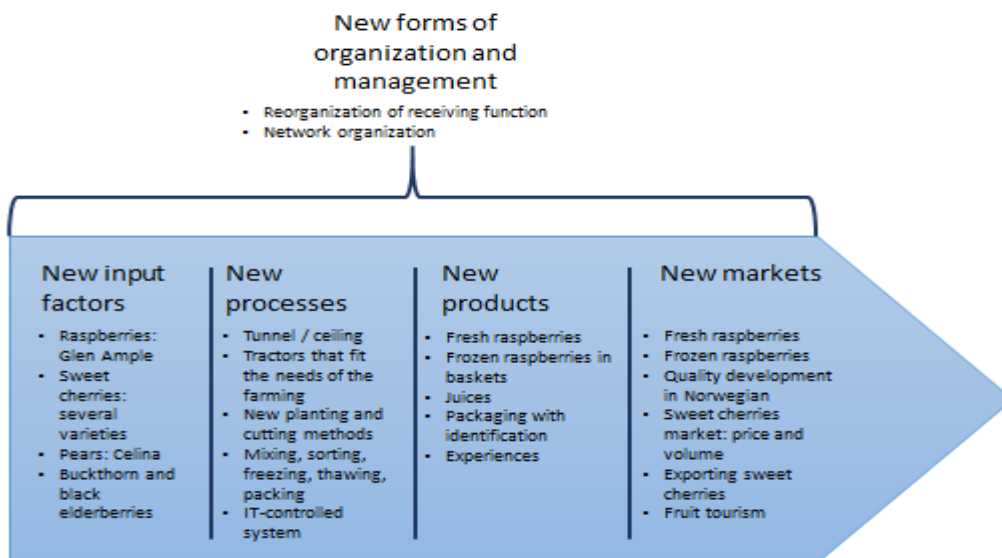 New forms of
organization and
management
▪ Reorganization of receiving function
▪ Network organization
New input
factors
▪ Raspberries:
Glen Ample
▪ Sweet
cherries:
several
varieties
▪ Pears: Celina
▪ Buckthorn and
black
elderberries
New
processes
▪ Tunnel / ceiling
▪ Tractors that fit
the needs of the
farming
▪ New planting and
cutting methods
▪ Mixing, sorting,
freezing, thawing,
packing
▪ IT-controlled
system
New
products
▪ Fresh raspberries
▪ Frozen raspberries in
baskets
▪ Juices
▪ Packaging with
identification
▪ Experiences
New markets
▪ Fresh raspberries
▪ Frozen raspberries
▪ Quality development
in Norwegian
▪ Sweet cherries
market: price and
volume
▪ Exporting sweet
cherries
▪ Fruit tourism